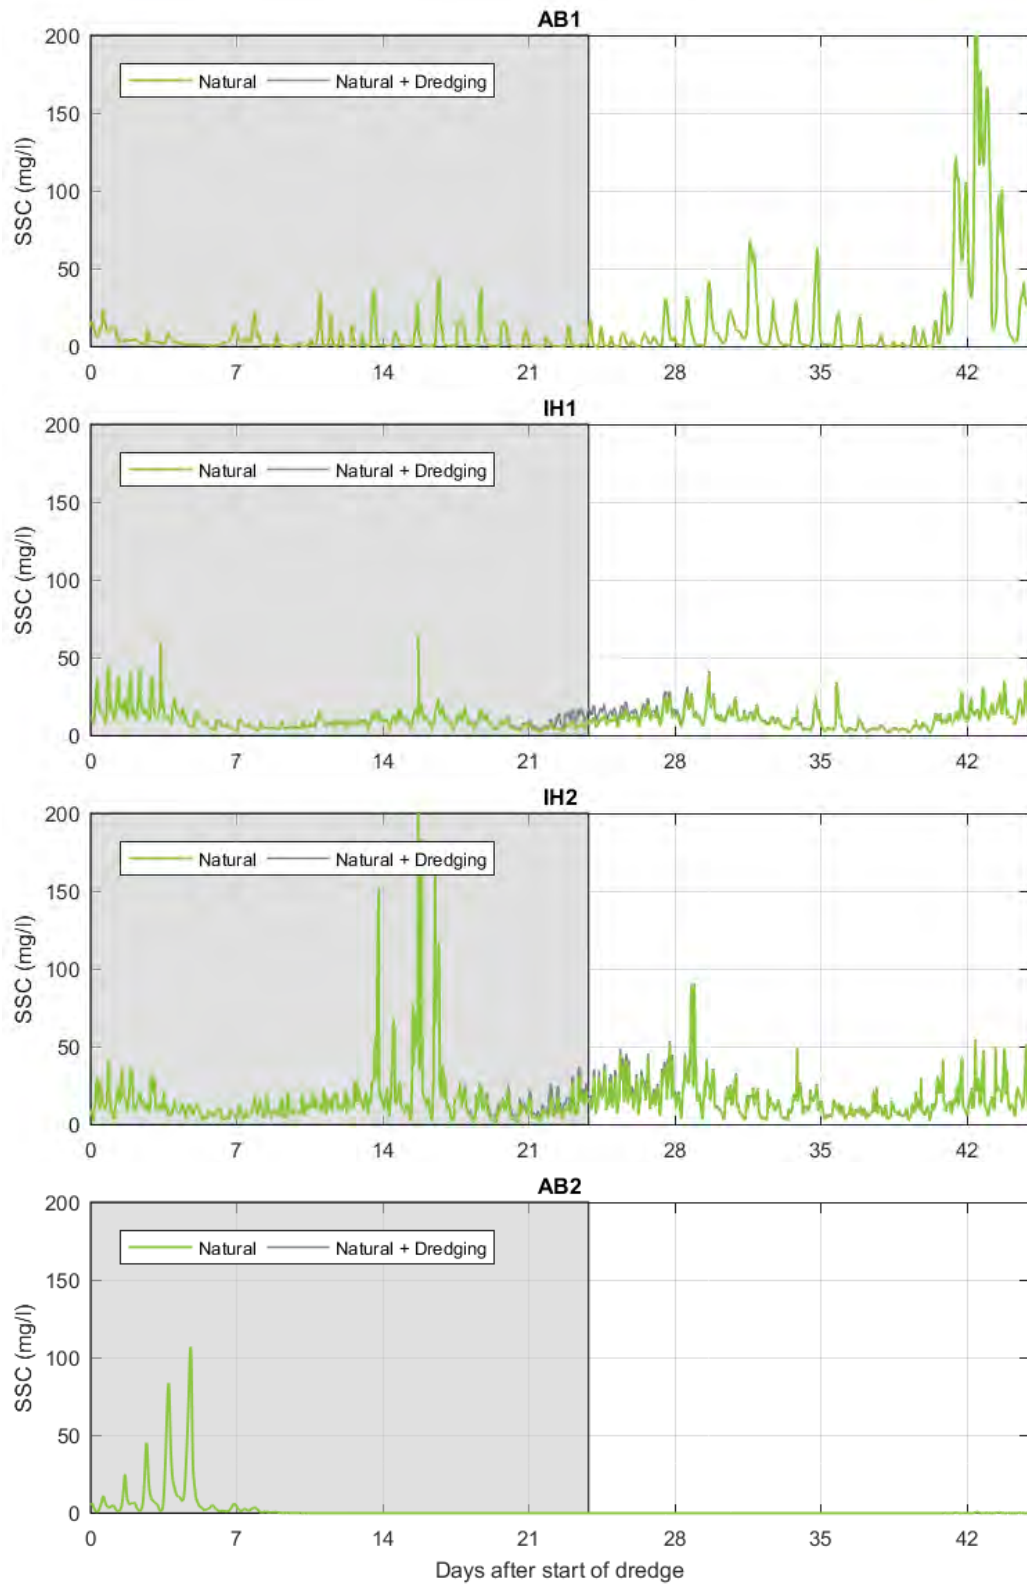 AB1
Natural Natural + Dredging
SSC (mg/l)
200
150
100
50
0
0 7 14 21 28 35 42
IH1
Natural Natural + Dredging
SSC (mg/l)
200
150
100
50
0
0 7 14 21 28 35 42
IH2
Natural Natural + Dredging
SSC (mg/l)
200
150
100
50
0
0 7 14 21 28 35 42
AB2
Natural Natural + Dredging
SSC (mg/l)
200
150
100
50
0
0 7 14 21 28 35 42
Days after start of dredge